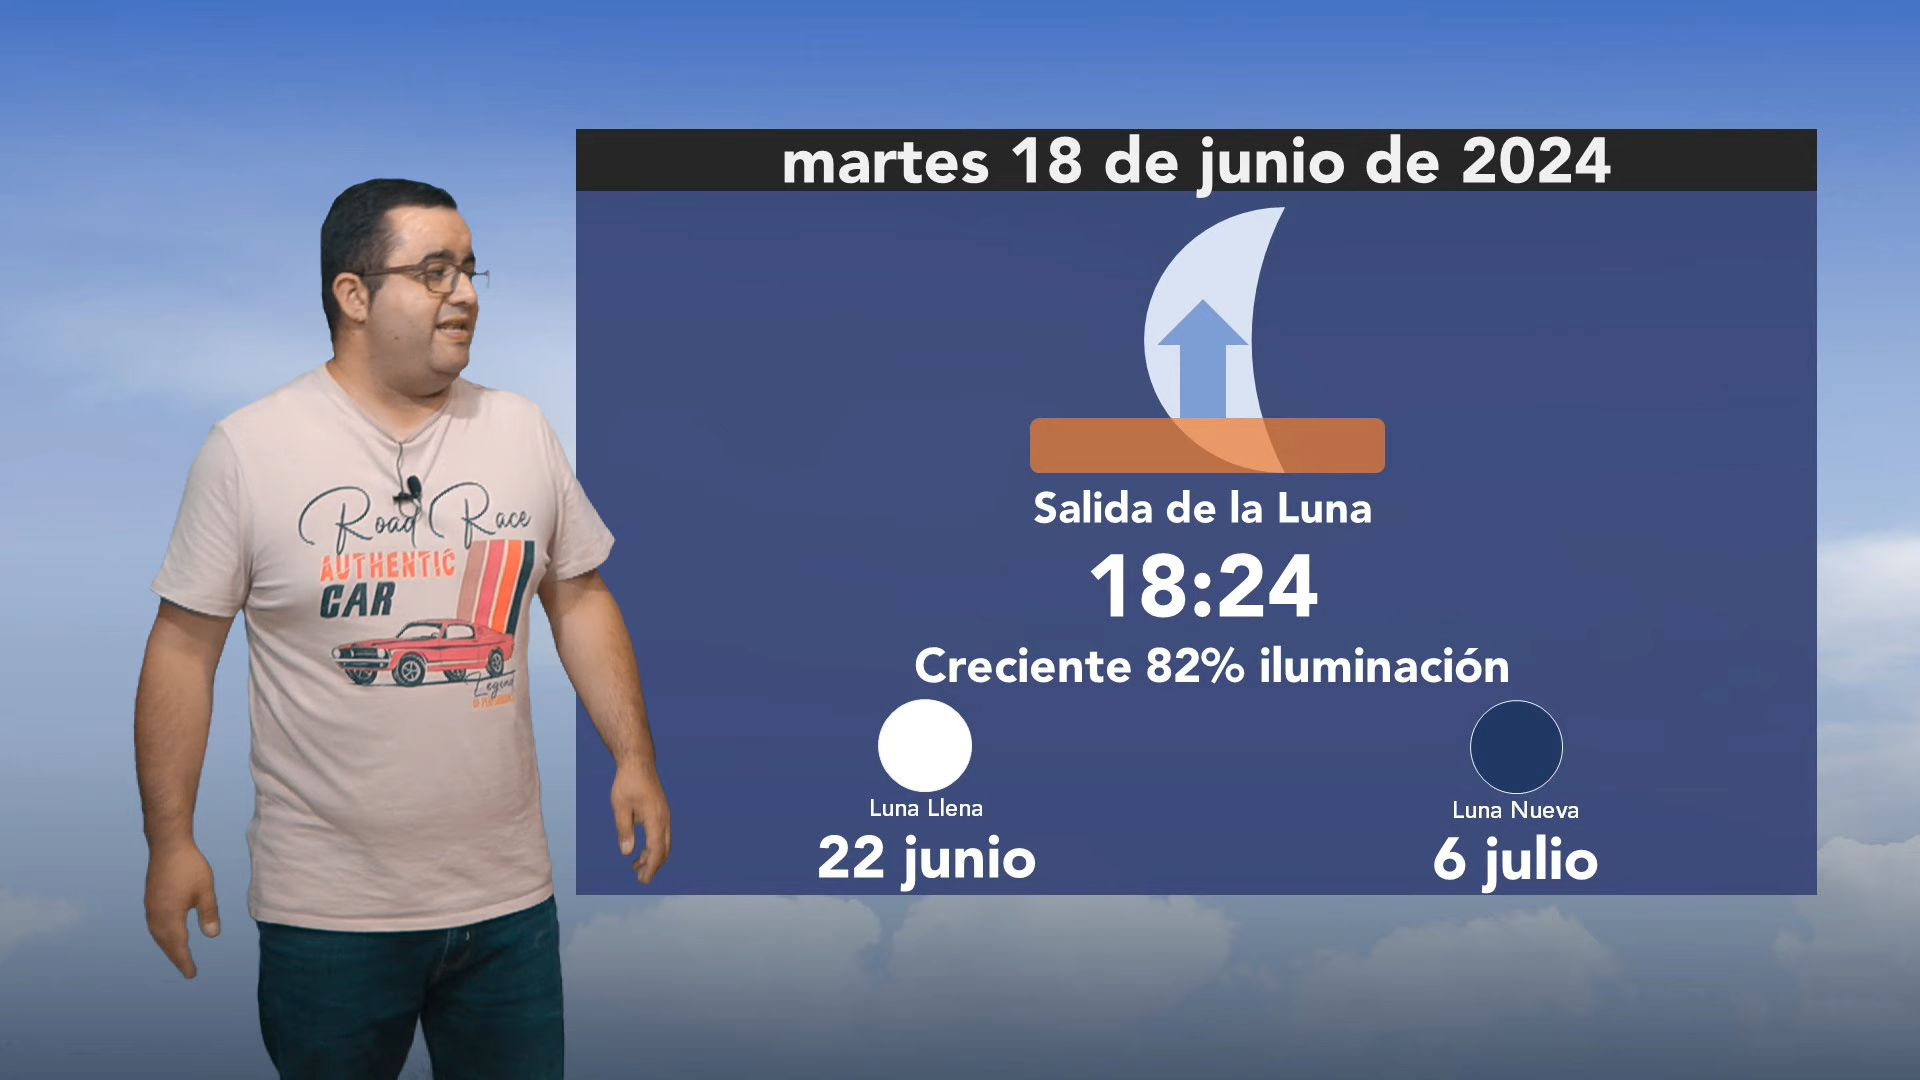 martes 18 de junio de 2024
Salida de la Luna
18:24
Creciente 82% iluminación
Luna Llena
22 junio
Luna Nueva
6 julio
Road Race
AUTHENTIC
CAR
Legend